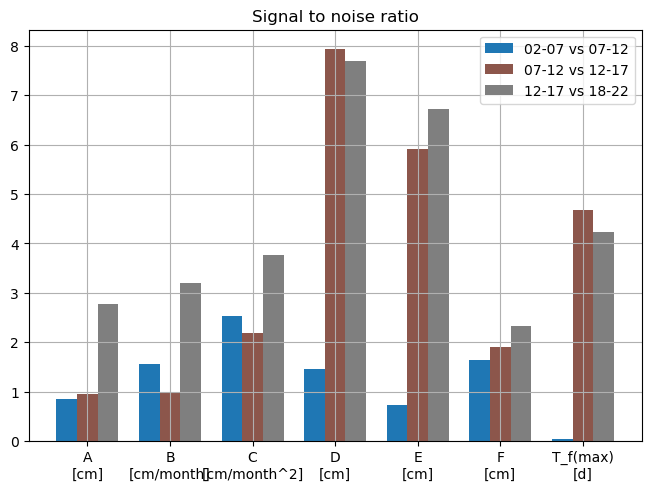 Signal to noise ratio
02-07 vs 07-12
07-12 vs 12-17
12-17 vs 18-22
8
7
6
5
4
3
2
1
0
A B C D E F T_f(max)
[cm] [cm/month] [cm/month^2] [cm] [cm] [cm] [d]